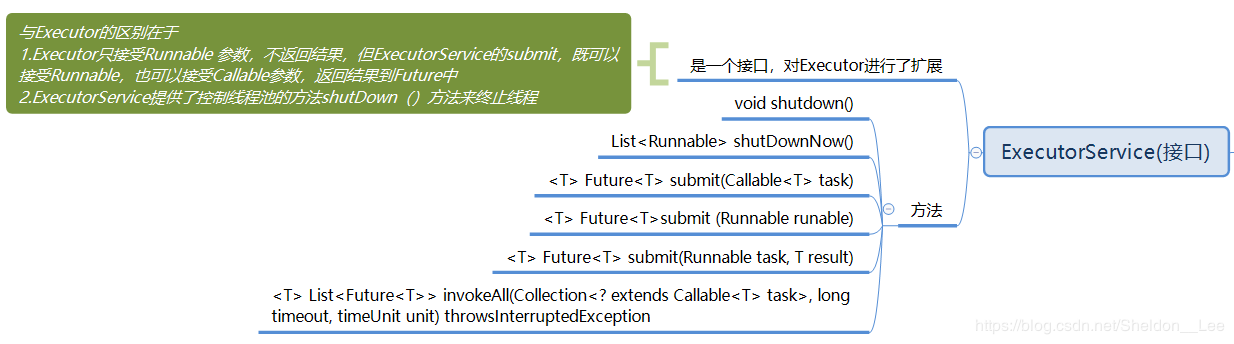 与Executor的区别在于
1.Executor只接受Runnable 参数，不返回结果，但ExecutorService的submit，既可以
接受Runnable，也可以接受Callable参数，返回结果到Future中
2.ExecutorService提供了控制线程池的方法shutDown（）方法来终止线程
是一个接口，对Executor进行了扩展
void shutdown()
List<Runnable> shutDownNow()
<T> Future<T> submit(Callable<T> task)
<T> Future<T>submit (Runnable runable)
<T> Future<T> submit(Runnable task, T result)
<T> List<Future<T>> invokeAll(Collection<? extends Callable<T> task>, long
timeout, timeUnit unit) throwsInterruptedException
方法
ExecutorService(接口)
https://blog.csdn.net/Sheldon__Lee